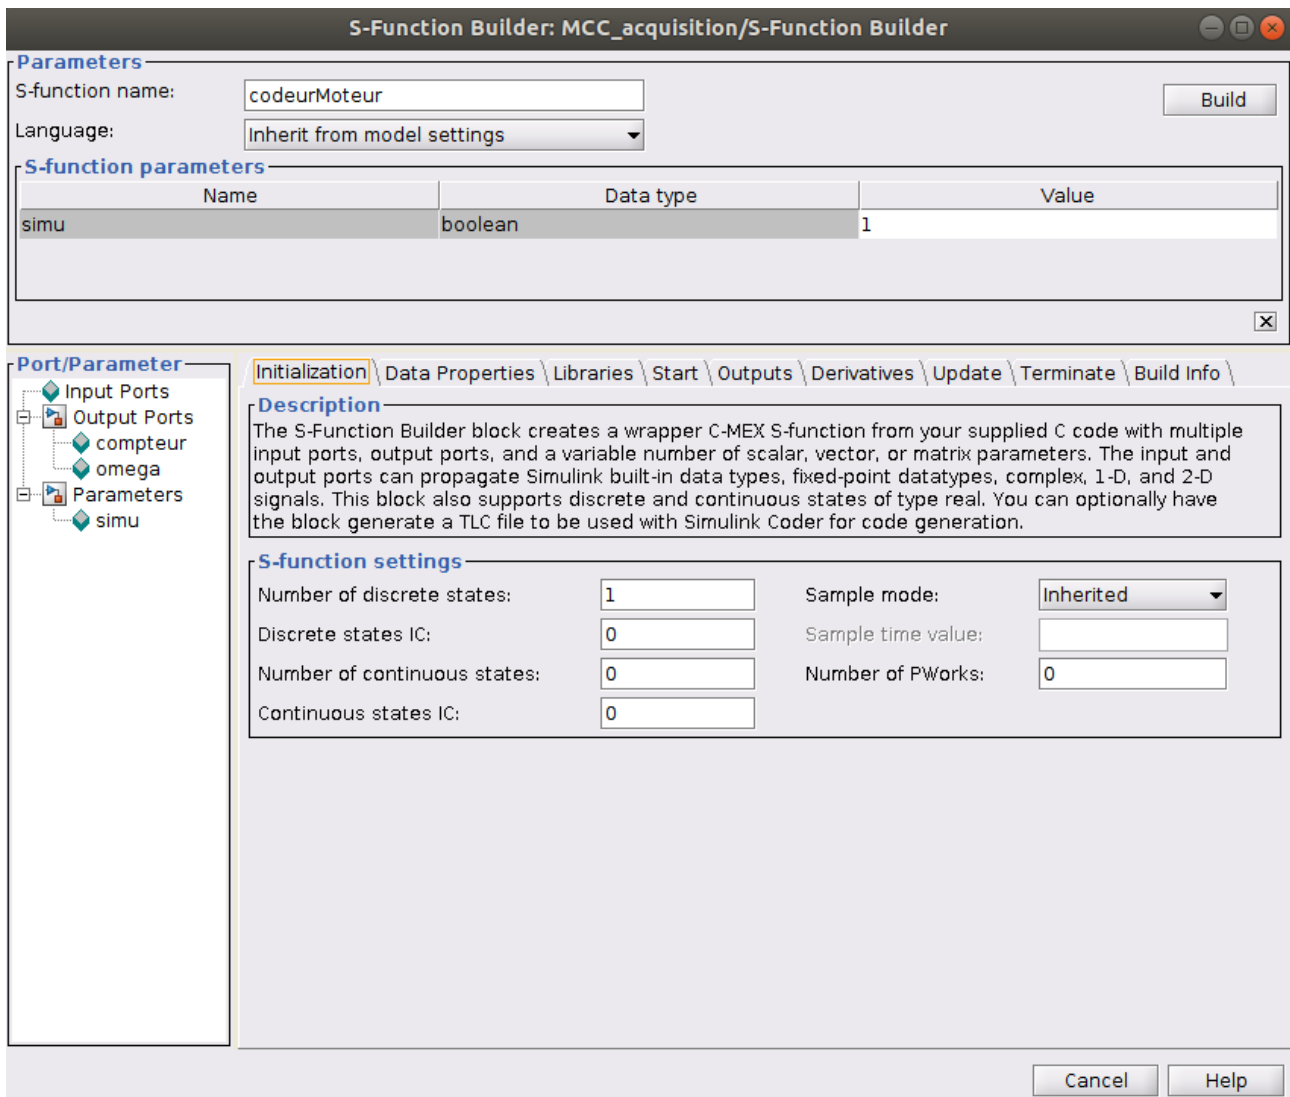 S-Function Builder: MCC_acquisition/S-Function Builder
Parameters
S-function name: codeurMoteur Build
Language: Inherit from model settings
S-function parameters
Name Data type Value
simu boolean 1
Port/Parameter
Input Ports
Output Ports
compteur
omega
Parameters
simu
Initialization Data Properties Libraries Start Outputs Derivatives Update Terminate Build Info
Description
The S-Function Builder block creates a wrapper C-MEX S-function from your supplied C code with multiple
input ports, output ports, and a variable number of scalar, vector, or matrix parameters. The input and
output ports can propagate Simulink built-in data types, fixed-point datatypes, complex, 1-D, and 2-D
signals. This block also supports discrete and continuous states of type real. You can optionally have
the block generate a TLC file to be used with Simulink Coder for code generation.
S-function settings
Number of discrete states: 1 Sample mode: Inherited
Discrete states IC: 0 Sample time value:
Number of continuous states: 0 Number of PWorks: 0
Continuous states IC: 0
Cancel Help